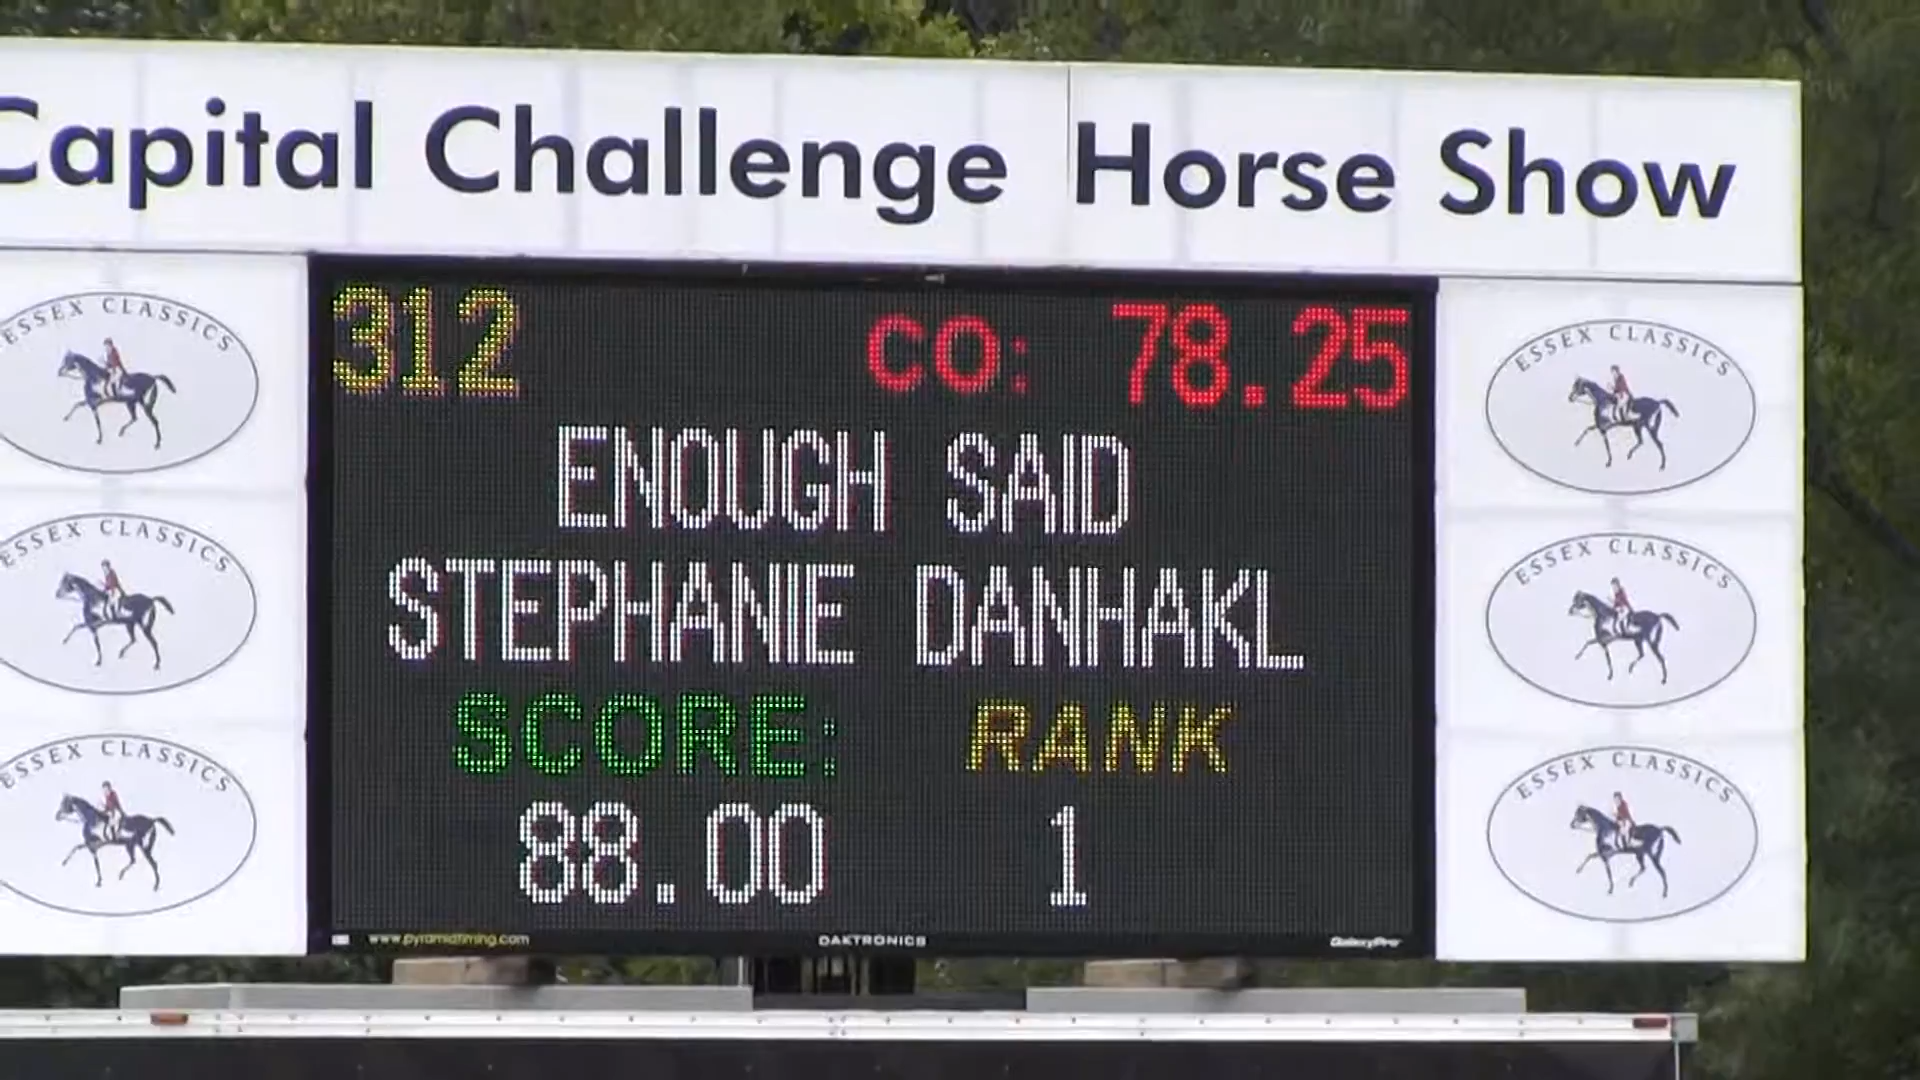 Capital Challenge Horse Show
312 CO: 78.25
ENOUGH SAID
STEPHANIE DANHAKL
SCORE: RANK
88.00 1
www.pyramidtiming.com DAKTRONICS GalaxyPro
ESSEX CLASSICS
ESSEX CLASSICS
ESSEX CLASSICS
ESSEX CLASSICS
ESSEX CLASSICS
ESSEX CLASSICS